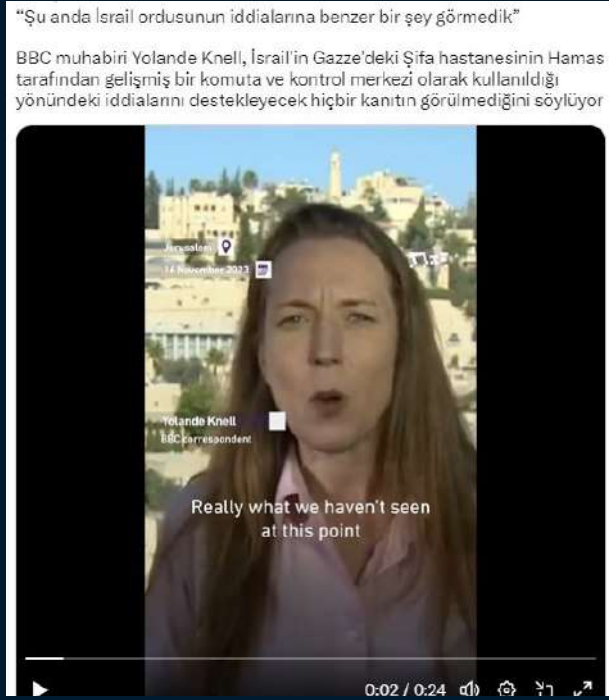 “Şu anda İsrail ordusunun iddialarına benzer bir şey görmedik”
BBC muhabiri Yolande Knell, İsrail'in Gazze'deki Şifa hastanesinin Hamas
tarafından gelişmiş bir komuta ve kontrol merkezi olarak kullanıldığı
yönündeki iddialarını destekleyecek hiçbir kanıtın görülmediğini söylüyor
Jerusalem
November 2023
Yolande Knell
BBC correspondent
Really what we haven't seen
at this point
0:02 / 0:24